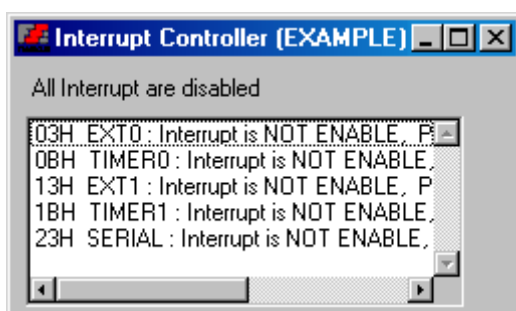 Interrupt Controller (EXAMPLE)
All Interrupt are disabled
03H EXT0 : Interrupt is NOT ENABLE, P
0BH TIMER0 : Interrupt is NOT ENABLE,
13H EXT1 : Interrupt is NOT ENABLE, P
1BH TIMER1 : Interrupt is NOT ENABLE,
23H SERIAL : Interrupt is NOT ENABLE,